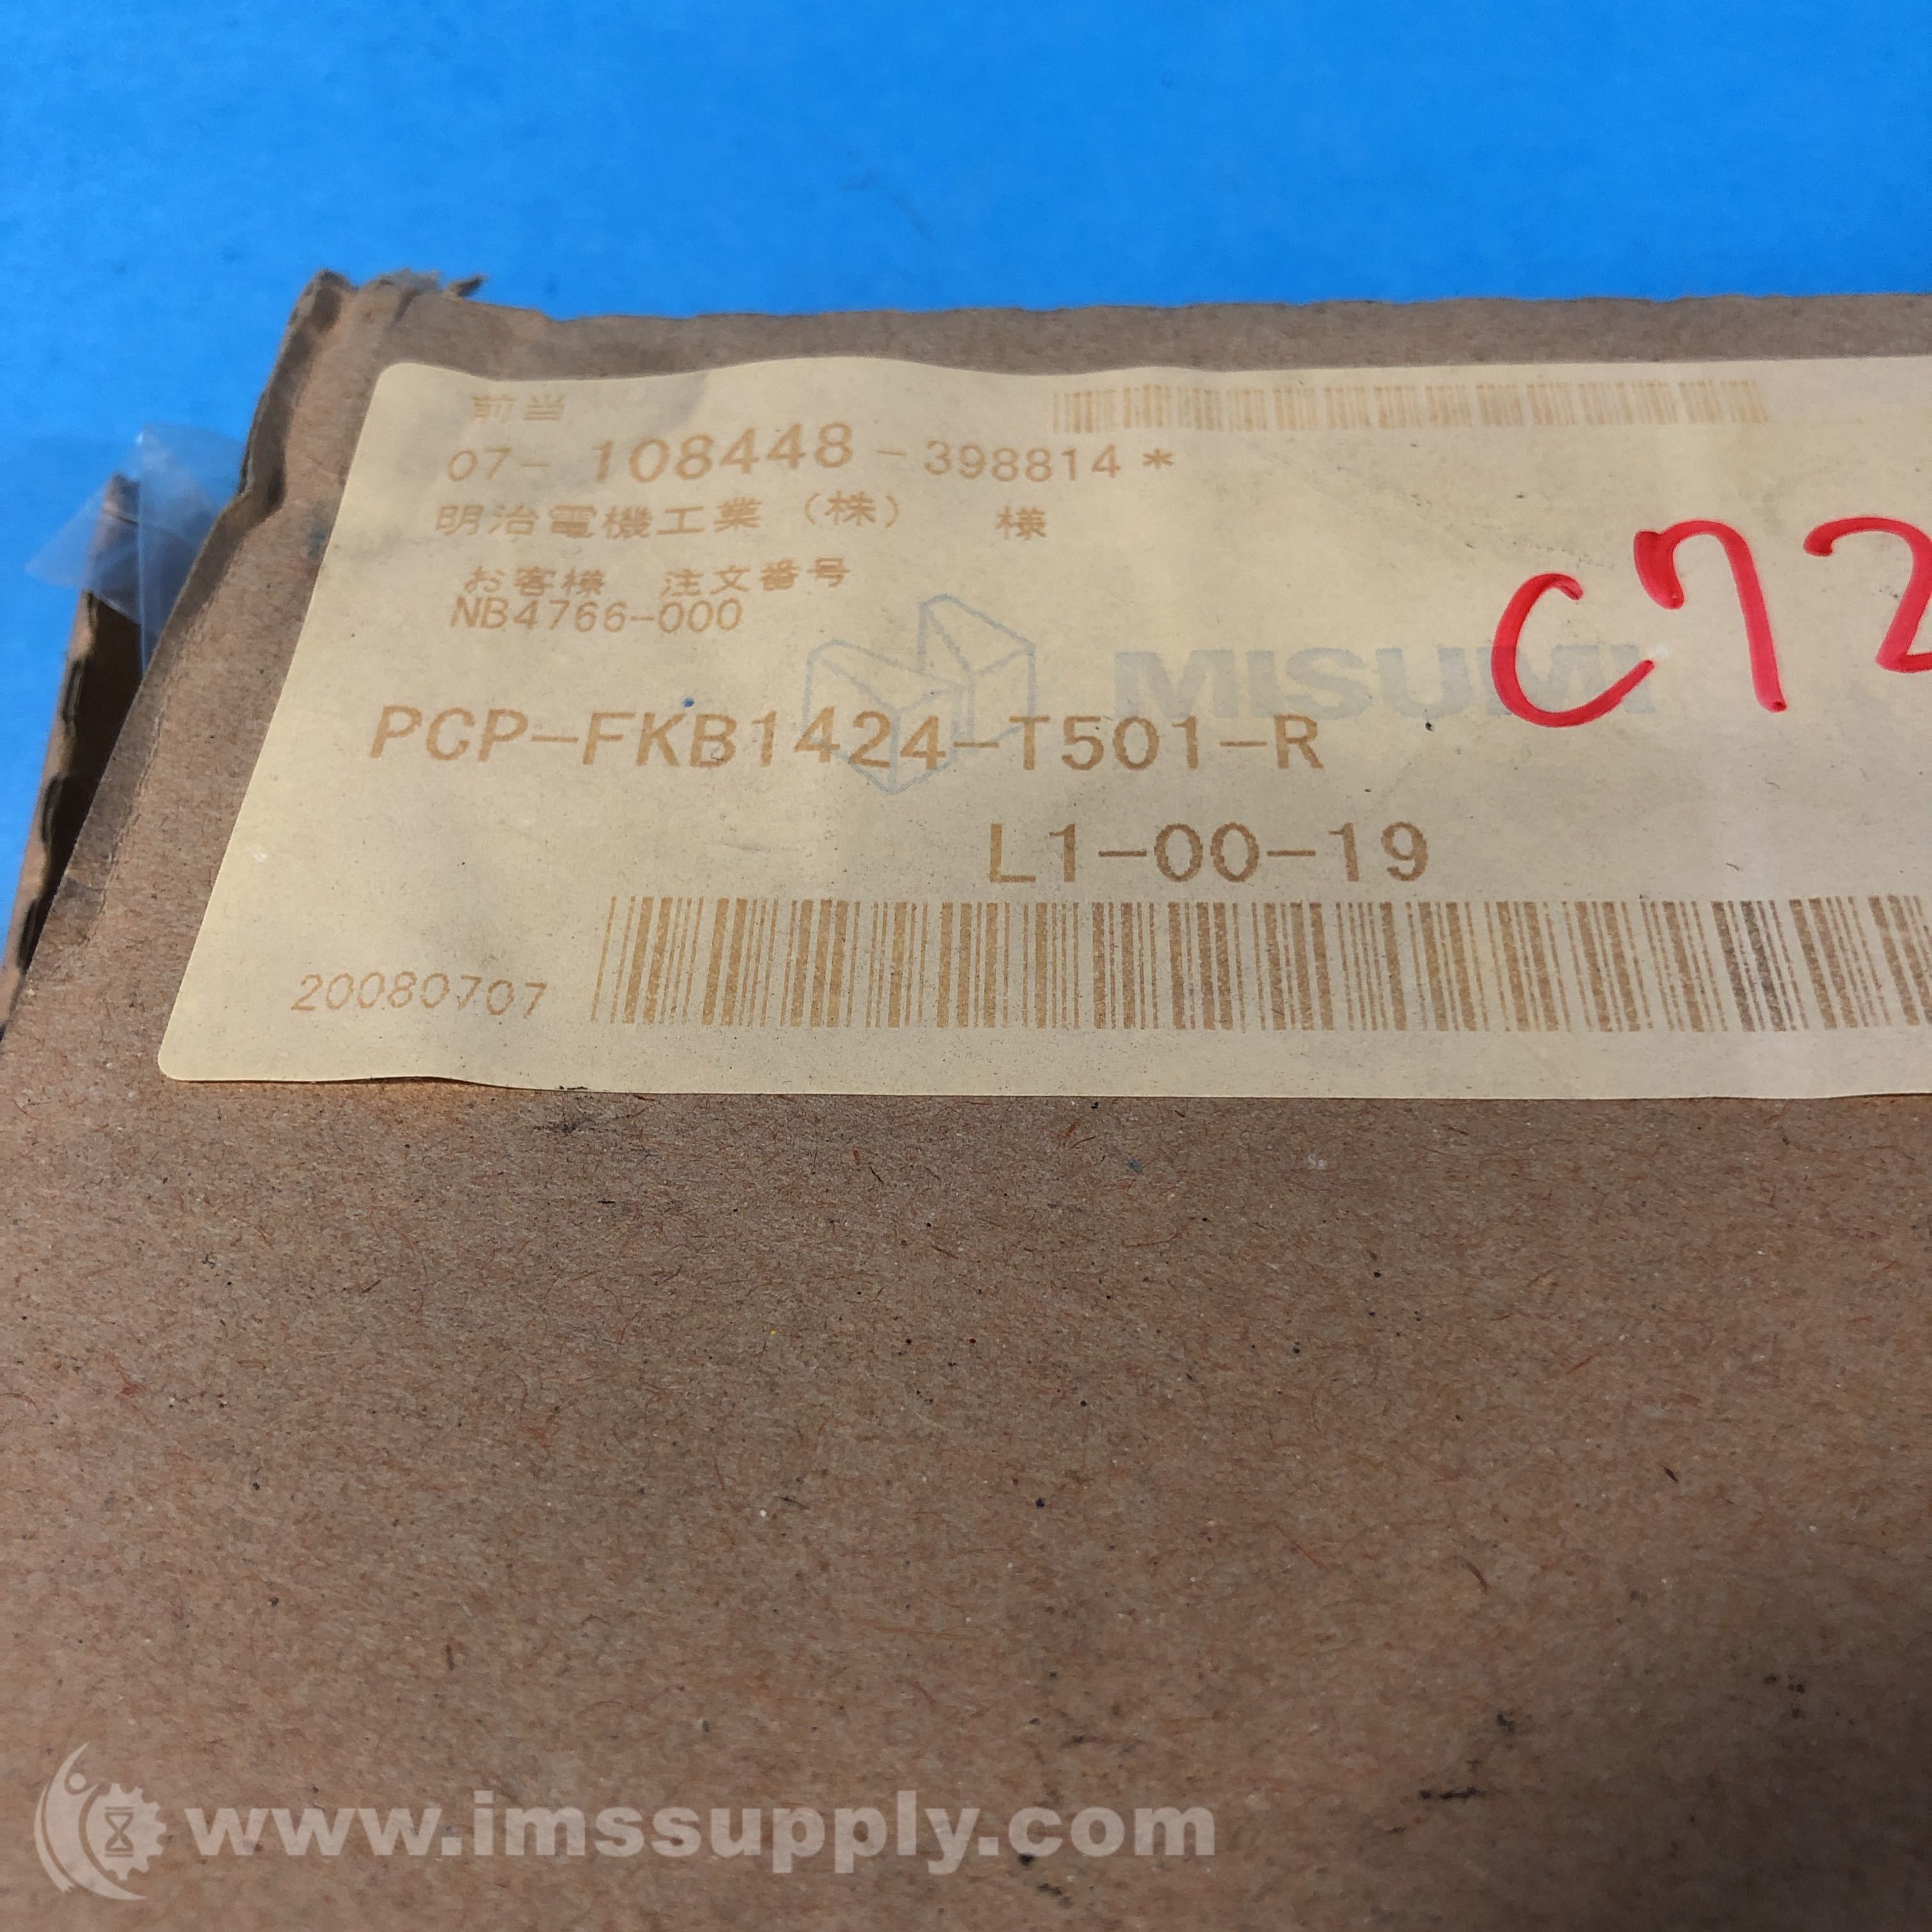 前当
07- 108448 -398814*
明治電機工業（株） 様
お客様 注文番号
NB4766-000
MISUMI
C72
PCP-FKB1424-T501-R
L1-00-19
20080707
www.imssupply.com